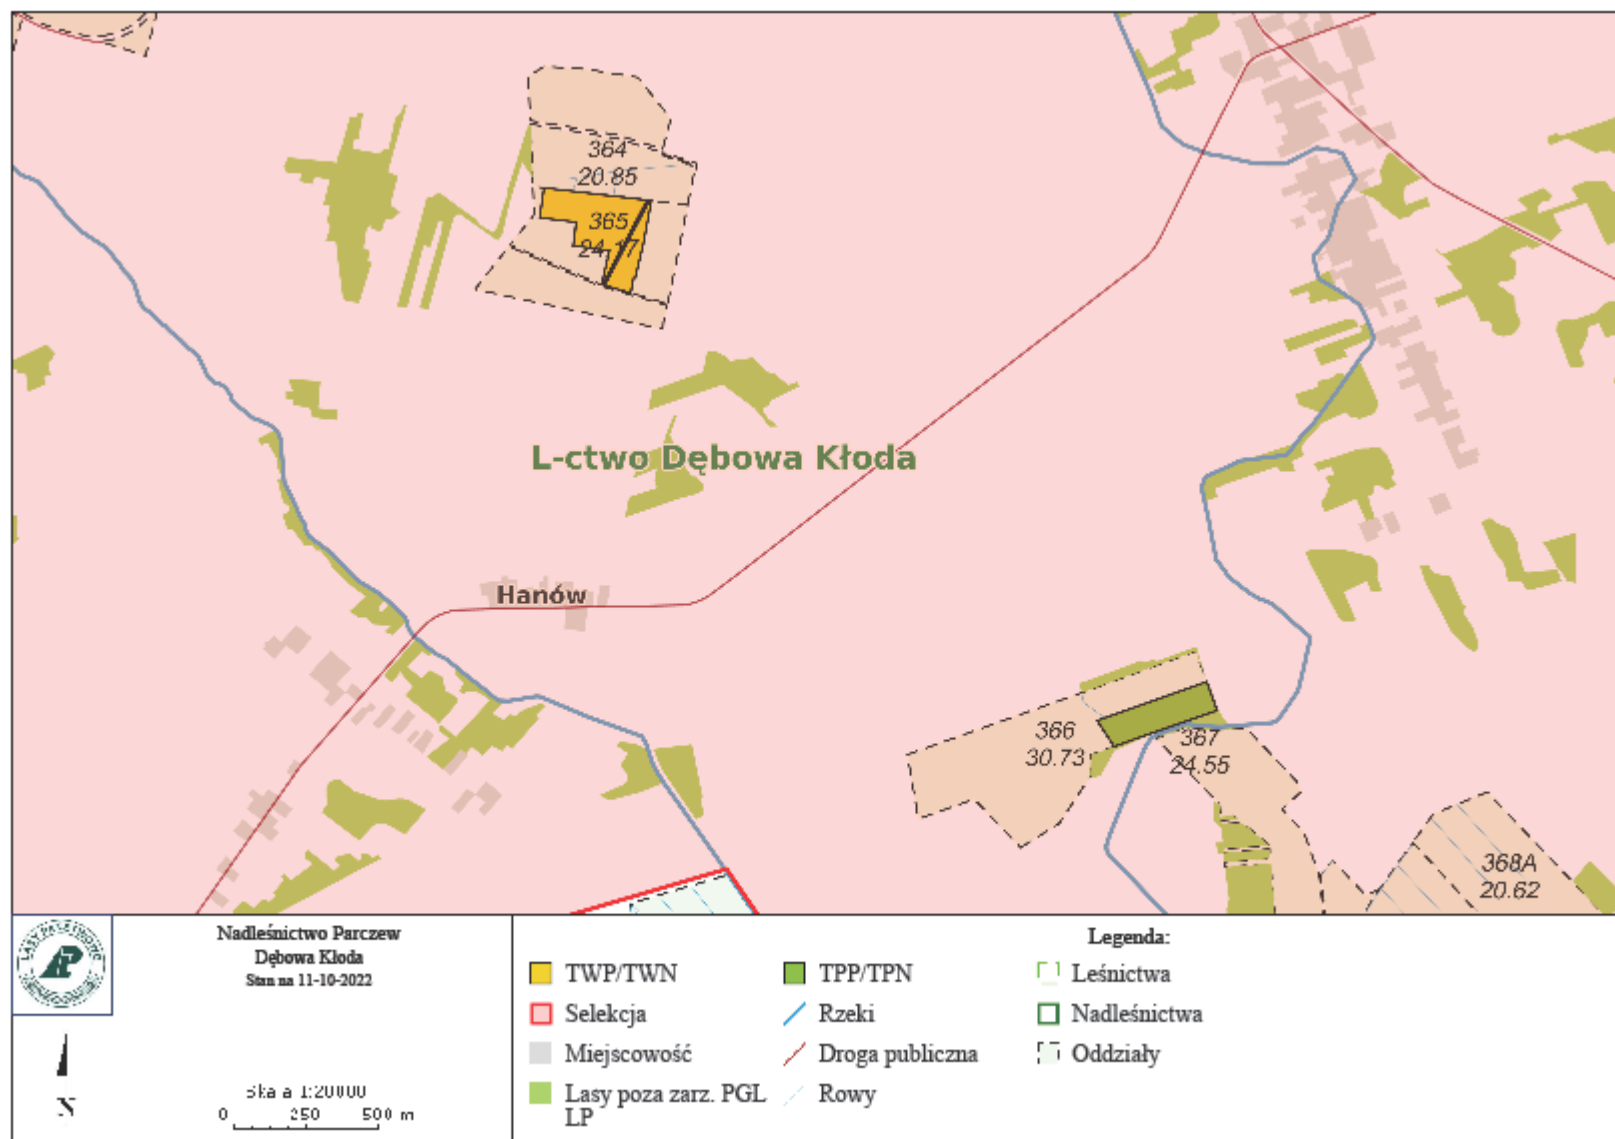 364
20.85
365
24.17
L-ctwo Dębowa Kłoda
Hanów
366
30.73
367
24.55
368A
20.62
LASY PAŃSTWOWE
Nadleśnictwo Parczew
Dębowa Kłoda
Stan na 11-10-2022
N
Skala 1:20000
0 250 500 m
Legenda:
TWP/TWN
Selekcja
Miejscowość
Lasy poza zarz. PGL
LP
TPP/TPN
Rzeki
Droga publiczna
Rowy
Leśnictwa
Nadleśnictwa
Oddziały